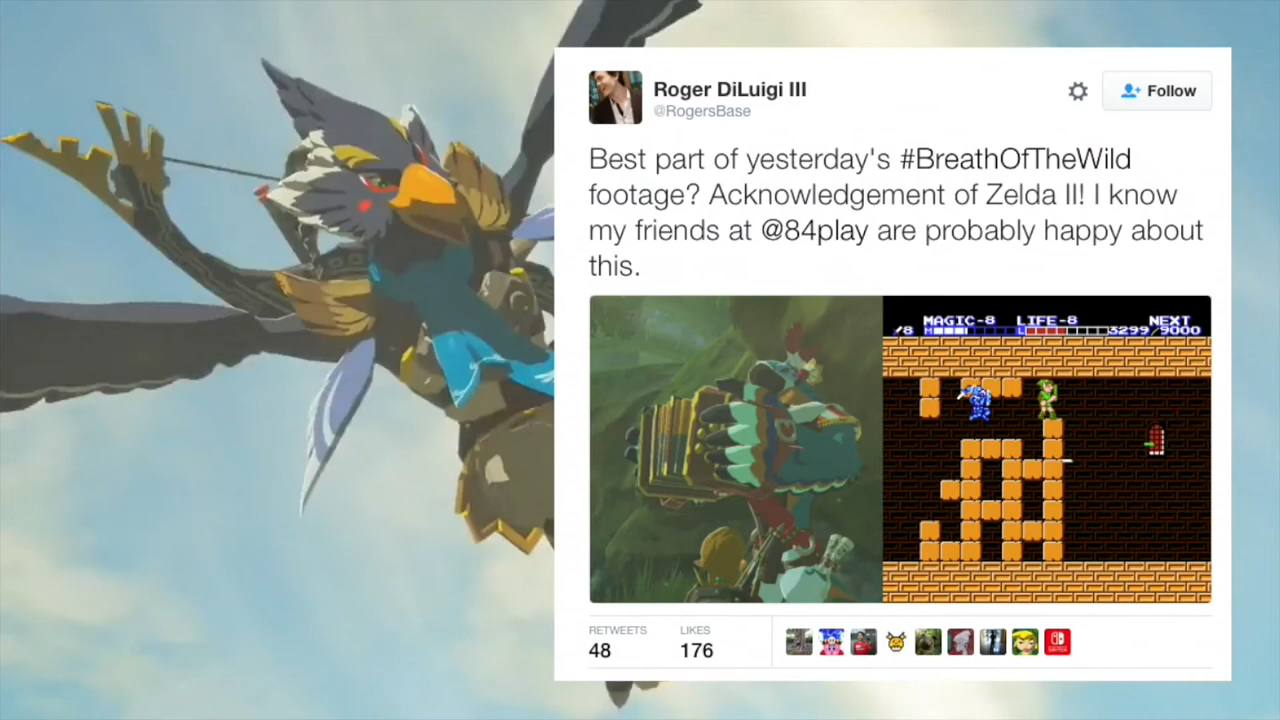 Roger DiLuigi III
@RogersBase
Follow
Best part of yesterday's #BreathOfTheWild
footage? Acknowledgement of Zelda II! I know
my friends at @84play are probably happy about
this.
MAGIC-8 LIFE-8 NEXT
/8 3299/9000
RETWEETS LIKES
48 176